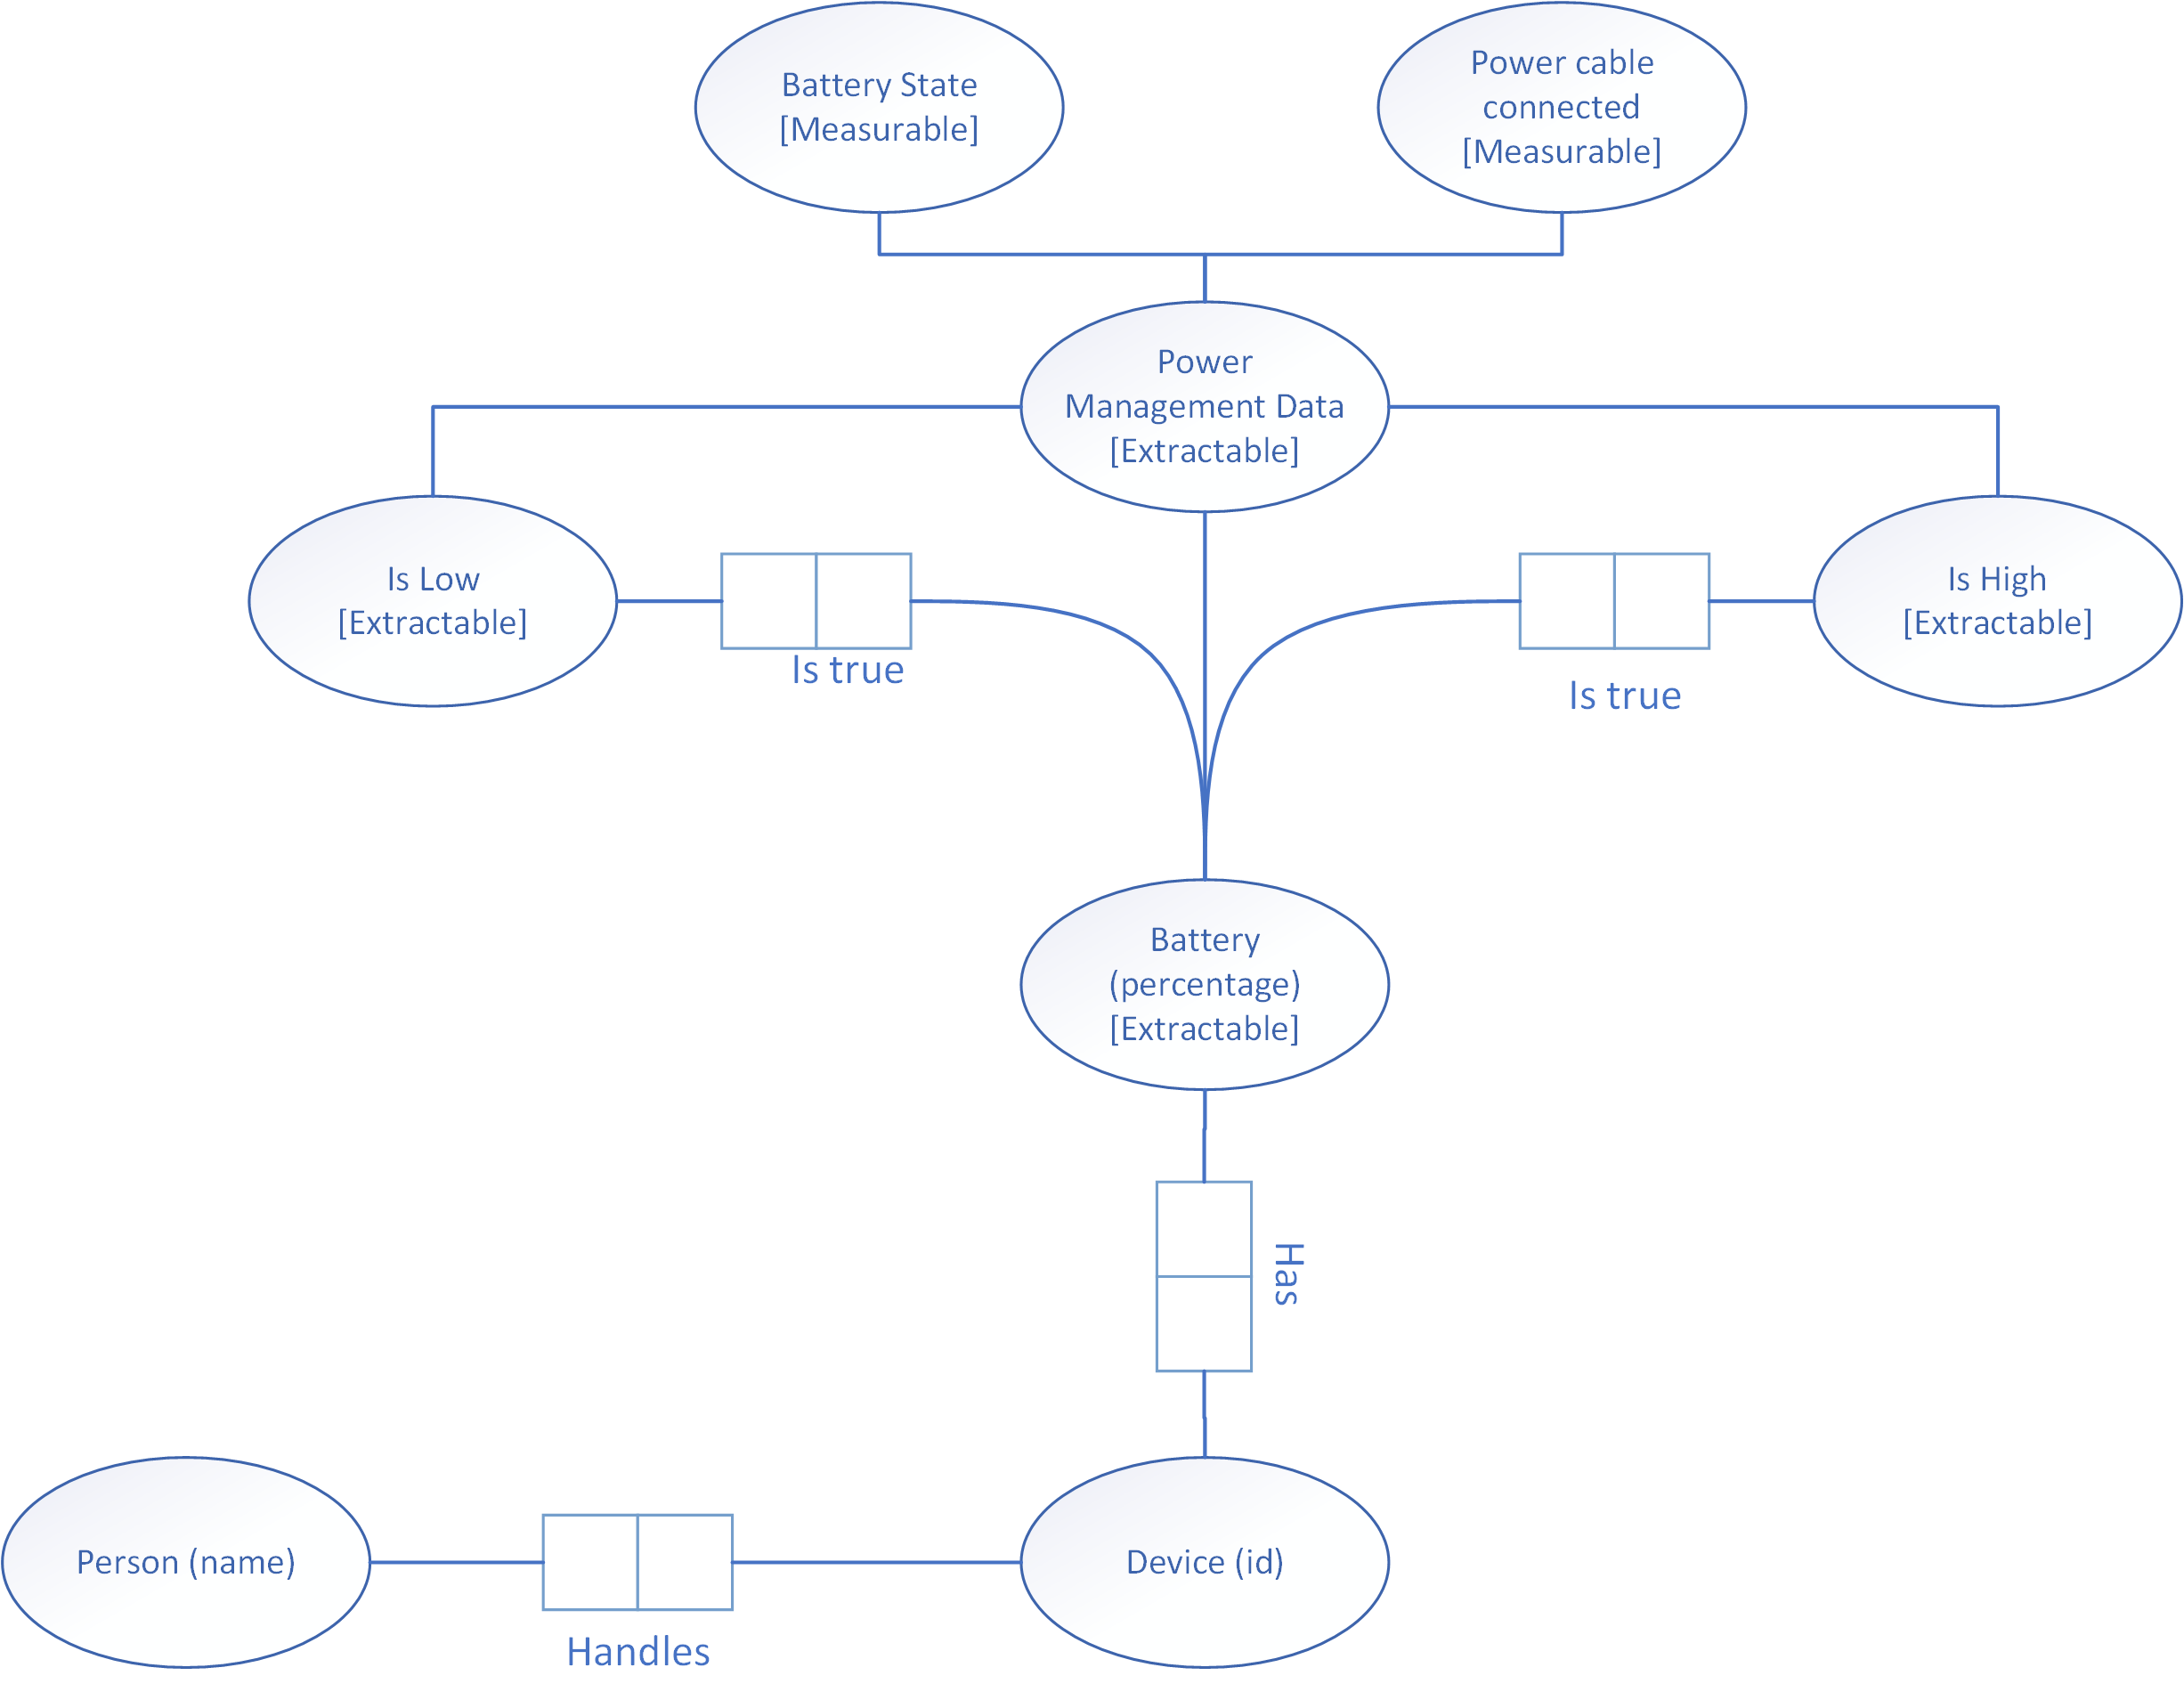 Battery State
[Measurable]
Power cable
connected
[Measurable]
Power
Management Data
[Extractable]
Is Low
[Extractable]
Is true
Is High
[Extractable]
Is true
Battery
(percentage)
[Extractable]
Has
Person (name)
Handles
Device (id)